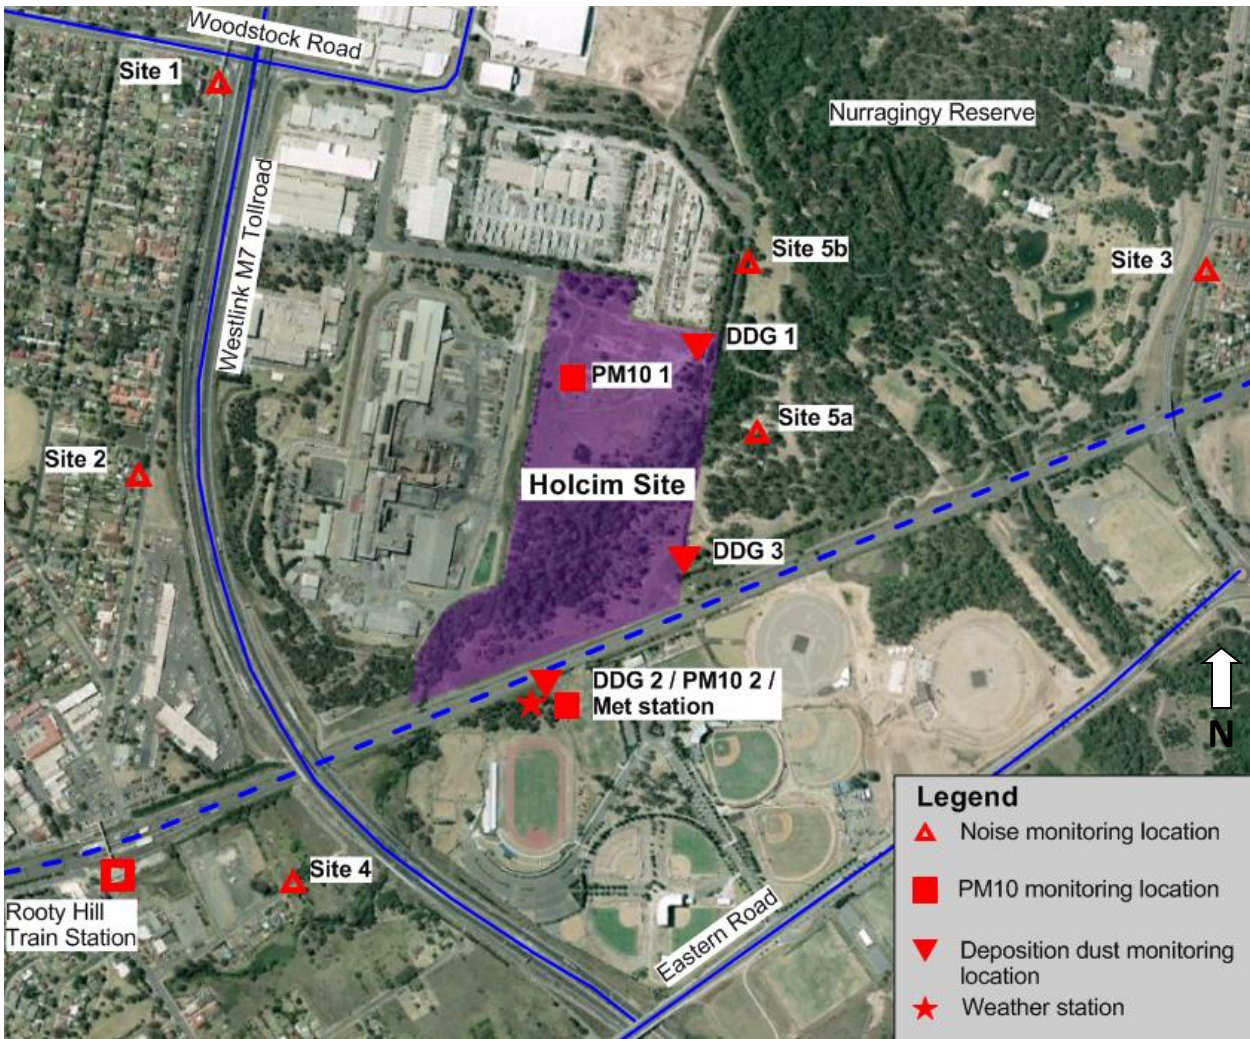 Woodstock Road
Site 1
Nurragingy Reserve
Westlink M7 Tollroad
Site 5b
Site 3
DDG 1
PM10 1
Site 5a
Site 2
Holcim Site
DDG 3
DDG 2 / PM10 2 /
Met station
N
Legend
Noise monitoring location
PM10 monitoring location
Deposition dust monitoring
location
Weather station
Site 4
Rooty Hill
Train Station
Eastern Road